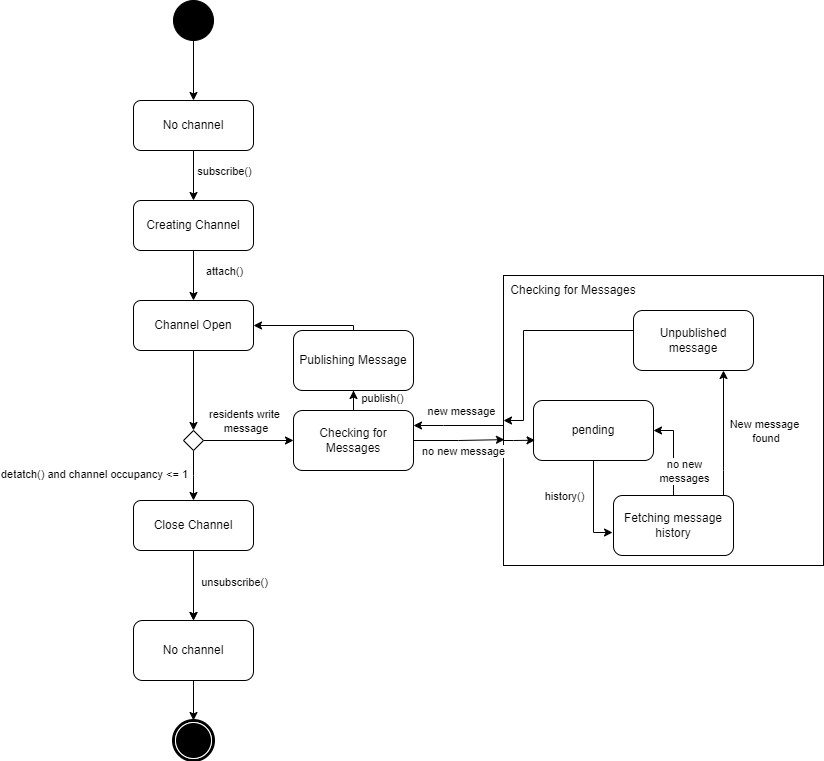 No channel
subscribe()
Creating Channel
attach()
Channel Open
Publishing Message
publish()
residents write
message
Checking for
Messages
new message
no new message
detatch() and channel occupancy <= 1
Close Channel
unsubscribe()
No channel
Checking for Messages
Unpublished
message
pending
New message
found
no new
messages
history()
Fetching message
history